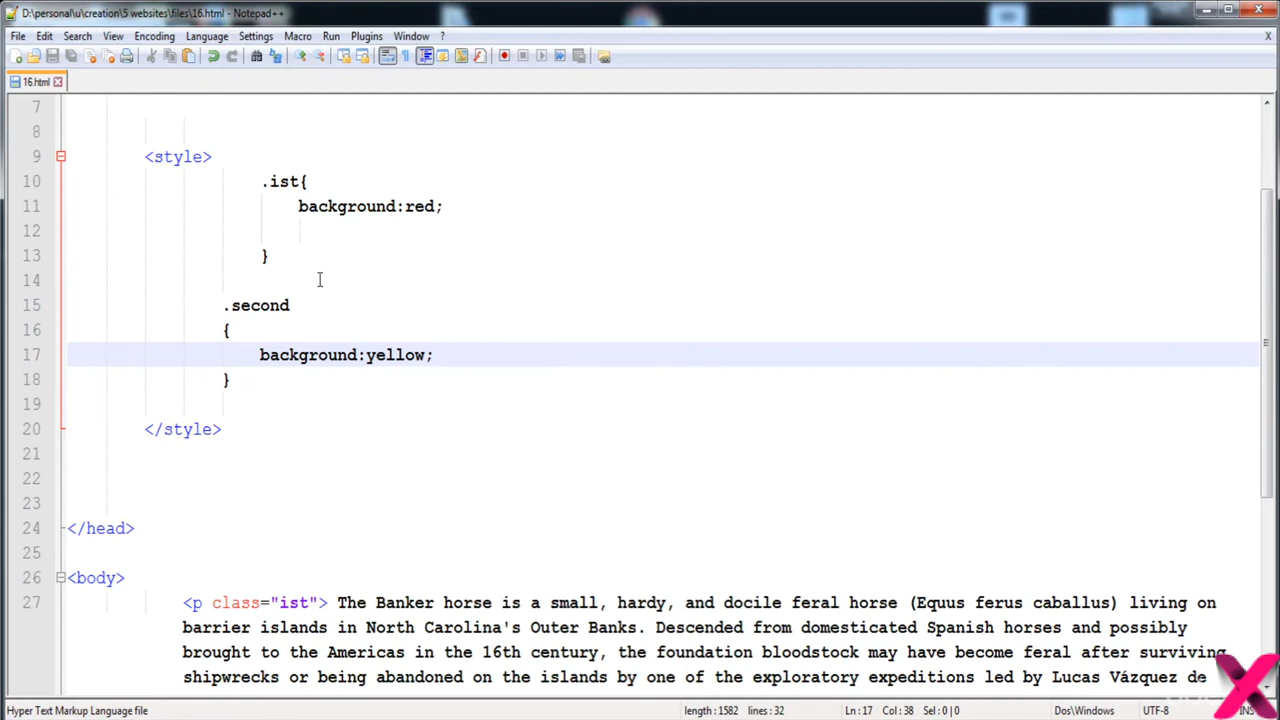 D:\personal\u\creation\5 websites\files\16.html - Notepad++
File Edit Search View Encoding Language Settings Macro Run Plugins Window ? X
16.html
7
8
9 <style>
10 .ist{
11 background:red;
12
13 }
14
15 .second
16 {
17 background:yellow;
18 }
19
20 </style>
21
22
23
24 </head>
25
26 <body>
27 <p class="ist"> The Banker horse is a small, hardy, and docile feral horse (Equus ferus caballus) living on
barrier islands in North Carolina's Outer Banks. Descended from domesticated Spanish horses and possibly
brought to the Americas in the 16th century, the foundation bloodstock may have become feral after surviving
shipwrecks or being abandoned on the islands by one of the exploratory expeditions led by Lucas Vázquez de
Hyper Text Markup Language file length : 1582 lines : 32 Ln : 17 Col : 38 Sel : 0 | 0 Dos\Windows UTF-8 INS